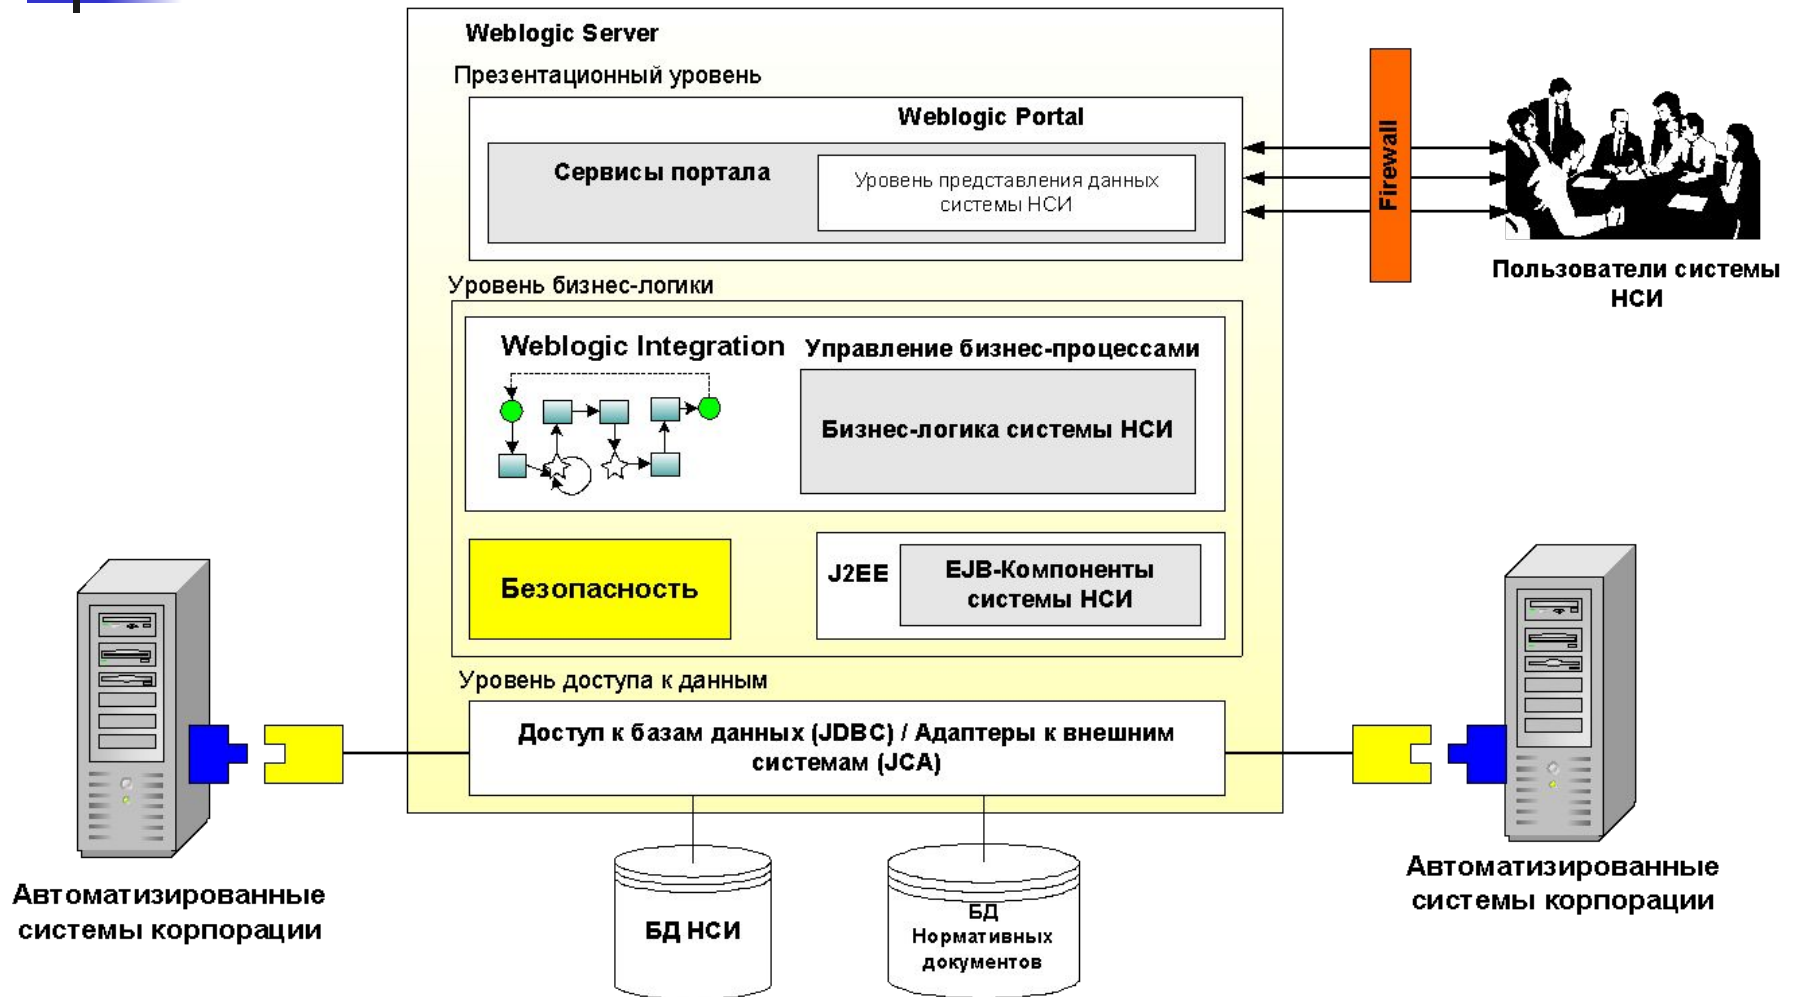 Weblogic Server
Презентационный уровень
Weblogic Portal
Сервисы портала
Уровень представления данных
системы НСИ
Firewall
Пользователи системы
НСИ
Уровень бизнес-логики
Weblogic Integration
Управление бизнес-процессами
Бизнес-логика системы НСИ
Безопасность
J2EE
EJB-Компоненты
системы НСИ
Уровень доступа к данным
Доступ к базам данных (JDBC) / Адаптеры к внешним
системам (JCA)
Автоматизированные
системы корпорации
БД НСИ
БД
Нормативных
документов
Автоматизированные
системы корпорации